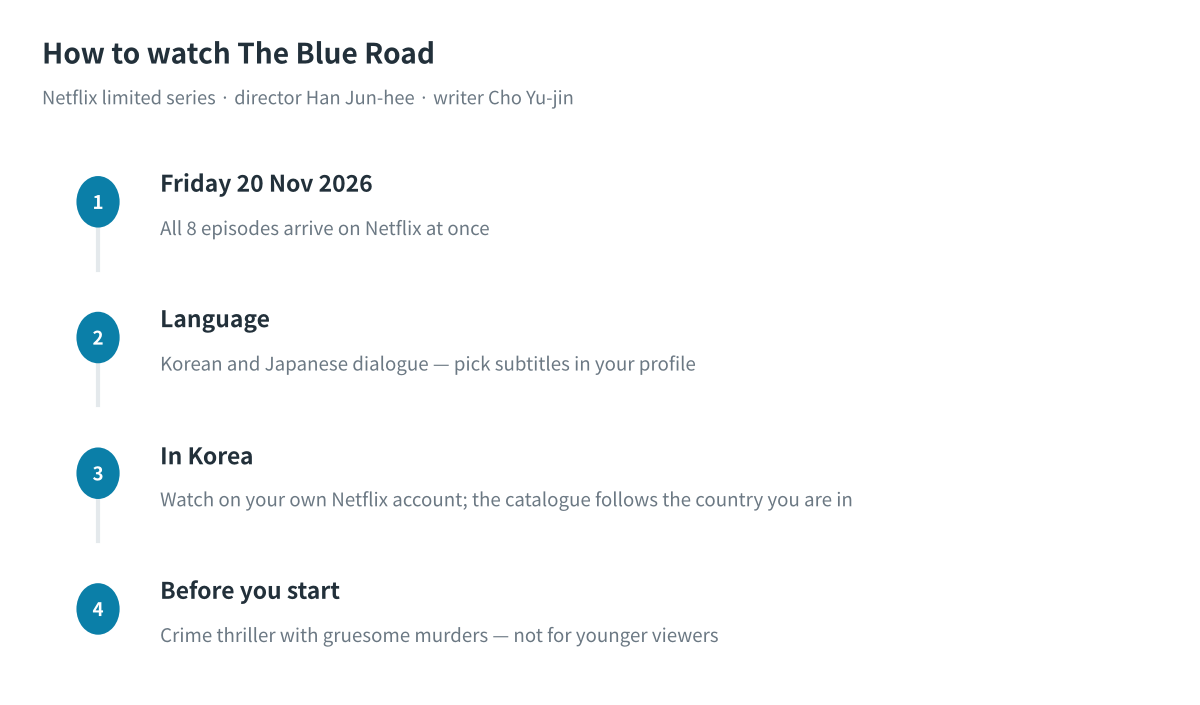 How to watch The Blue Road
Netflix limited series · director Han Jun-hee · writer Cho Yu-jin
1
Friday 20 Nov 2026
All 8 episodes arrive on Netflix at once
2
Language
Korean and Japanese dialogue — pick subtitles in your profile
3
In Korea
Watch on your own Netflix account; the catalogue follows the country you are in
4
Before you start
Crime thriller with gruesome murders — not for younger viewers